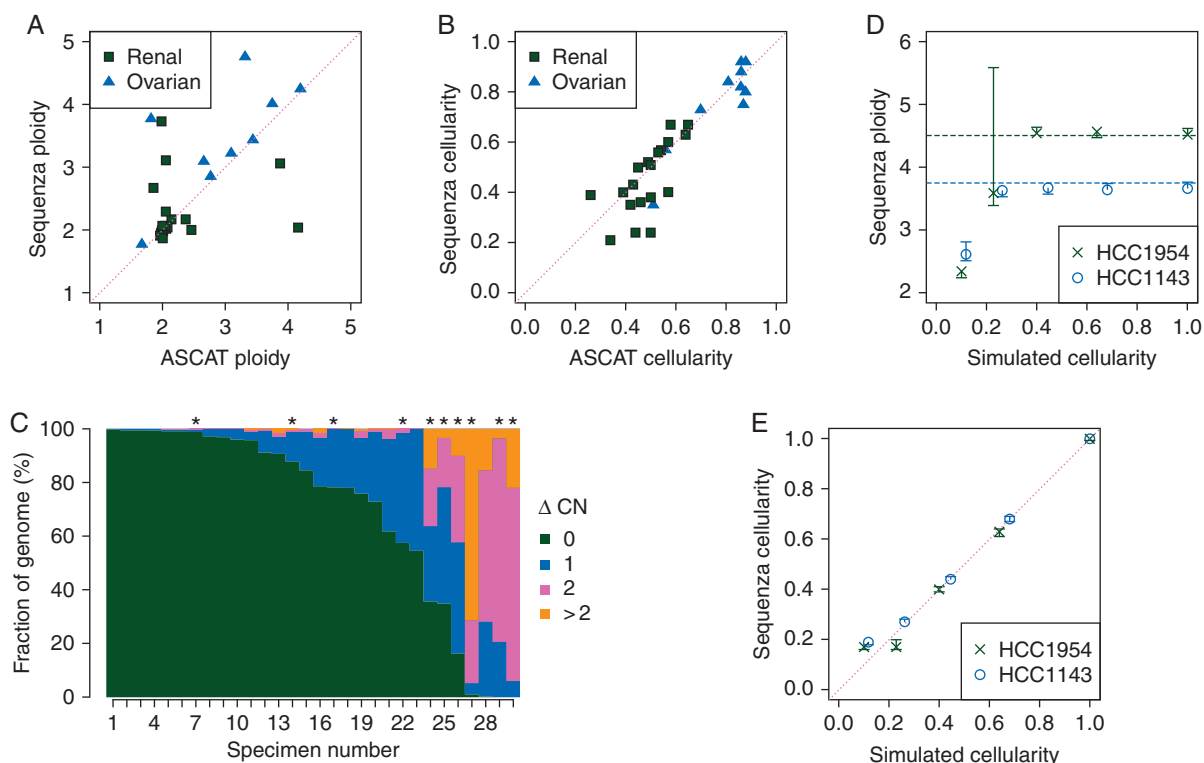 A
Sequenza ploidy
5
4
3
2
1
Renal
Ovarian
1 2 3 4 5
ASCAT ploidy
B
Sequenza cellularity
1.0
0.8
0.6
0.4
0.2
0.0
Renal
Ovarian
0.0 0.2 0.4 0.6 0.8 1.0
ASCAT cellularity
D
Sequenza ploidy
6
5
4
3
2
HCC1954
HCC1143
0.0 0.2 0.4 0.6 0.8 1.0
Simulated cellularity
C
* * * * * * * * * *
Fraction of genome (%)
100
80
60
40
20
0
1 4 7 10 13 16 19 22 25 28
Specimen number
Δ CN
0
1
2
>2
E
Sequenza cellularity
1.0
0.8
0.6
0.4
0.2
0.0
HCC1954
HCC1143
0.0 0.2 0.4 0.6 0.8 1.0
Simulated cellularity